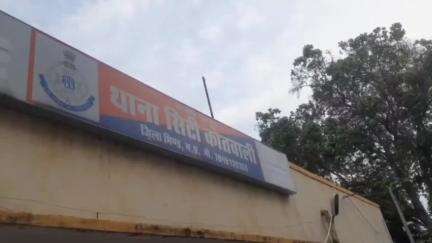 थाना सिटी कोतवाली
जिला भिण्ड, म.प्र. मो.